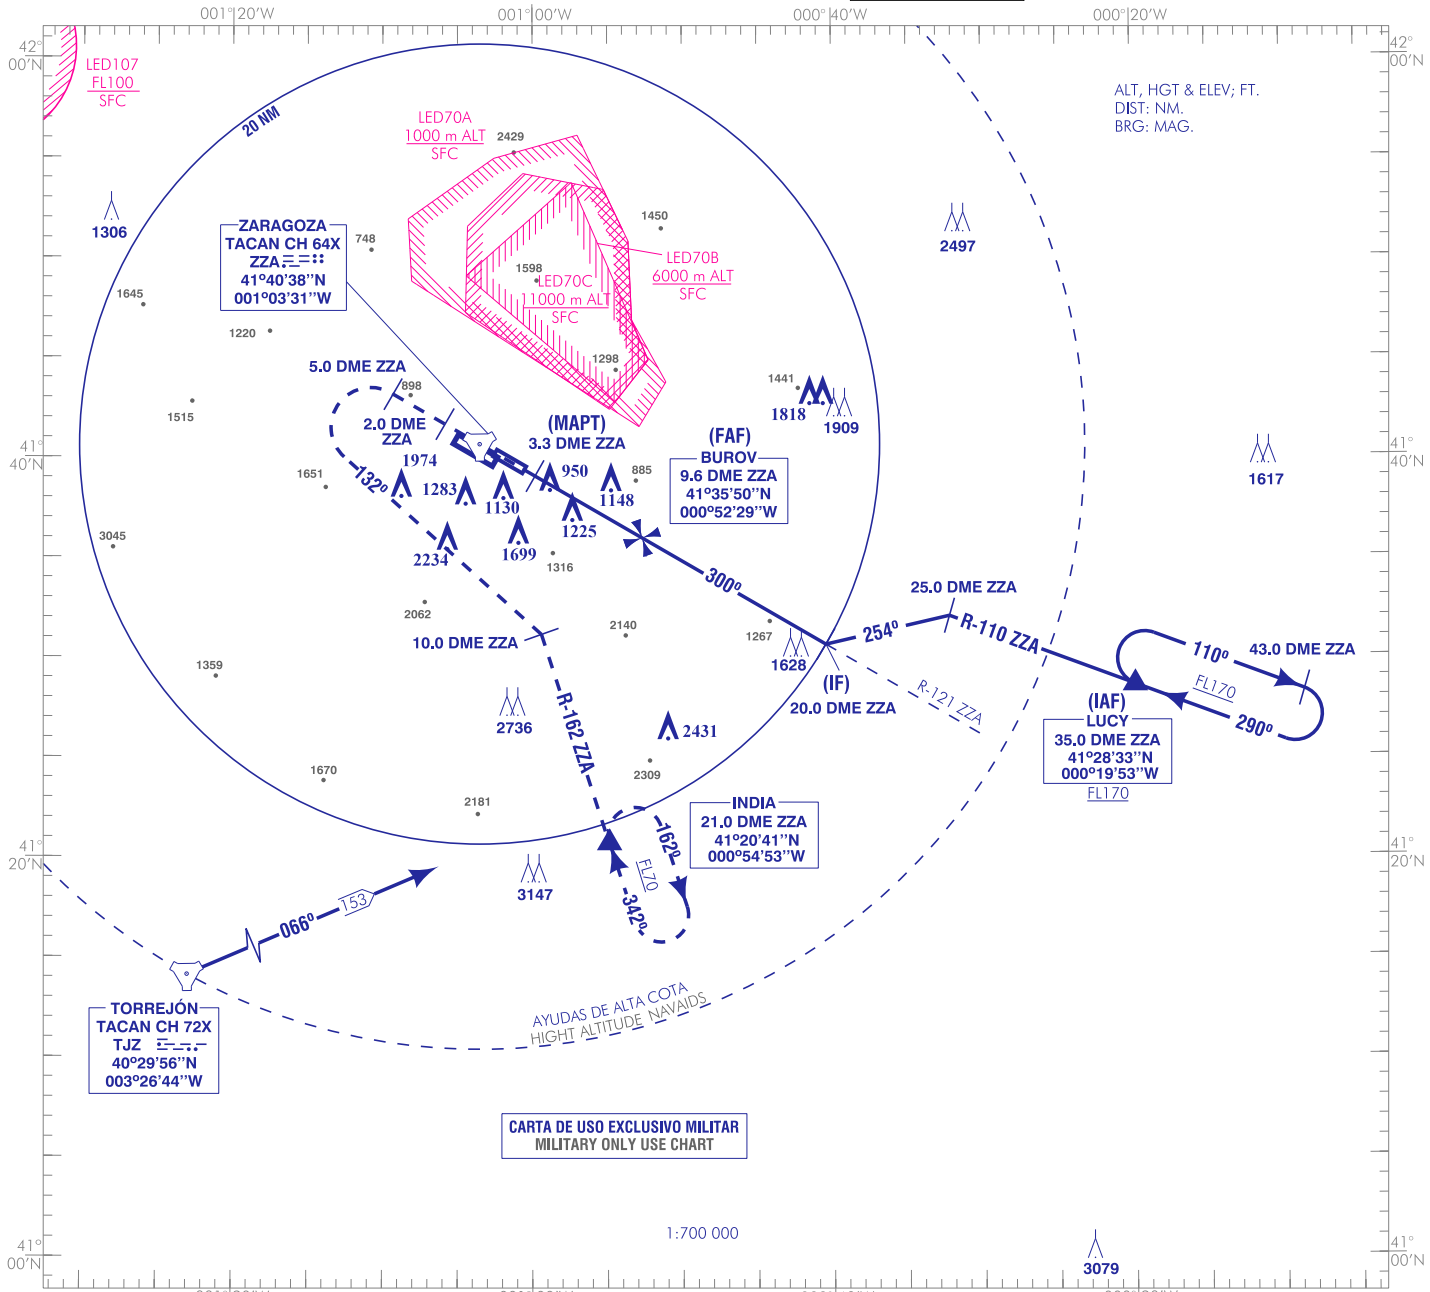 001°20'W
001°00'W
000°40'W
000°20'W
42°
00'N
42°
00'N
LED107
FL100
SFC
20 NM
LED70A
1000 m ALT
SFC
2429
ALT, HGT & ELEV; FT.
DIST: NM.
BRG: MAG.
1306
ZARAGOZA
TACAN CH 64X
ZZA
41°40'38''N
001°03'31''W
748
1450
2497
LED70B
6000 m ALT
SFC
1598
LED70C
11000 m ALT
SFC
1645
1220
5.0 DME ZZA
898
1298
1441
1818
1909
1515
2.0 DME
ZZA
(MAPT)
3.3 DME ZZA
(FAF)
BUROV
9.6 DME ZZA
41°35'50''N
000°52'29''W
41°
40'N
41°
40'N
1974
132º
1651
1283
1130
950
1148
885
1617
1225
1699
2234
3045
1316
300º
2062
10.0 DME ZZA
2140
1267
1628
254º
25.0 DME ZZA
R-110 ZZA
110º
43.0 DME ZZA
FL170
290º
(IF)
20.0 DME ZZA
R-121 ZZA
(IAF)
LUCY
35.0 DME ZZA
41°28'33''N
000°19'53''W
FL170
1359
R-162 ZZA
2736
2431
2309
1670
2181
INDIA
21.0 DME ZZA
41°20'41''N
000°54'53''W
162º
FL70
342º
41°
20'N
41°
20'N
3147
153
066º
TORREJÓN
TACAN CH 72X
TJZ
40°29'56''N
003°26'44''W
AYUDAS DE ALTA COTA
HIGHT ALTITUDE NAVAIDS
CARTA DE USO EXCLUSIVO MILITAR
MILITARY ONLY USE CHART
1:700 000
3079
41°
00'N
41°
00'N